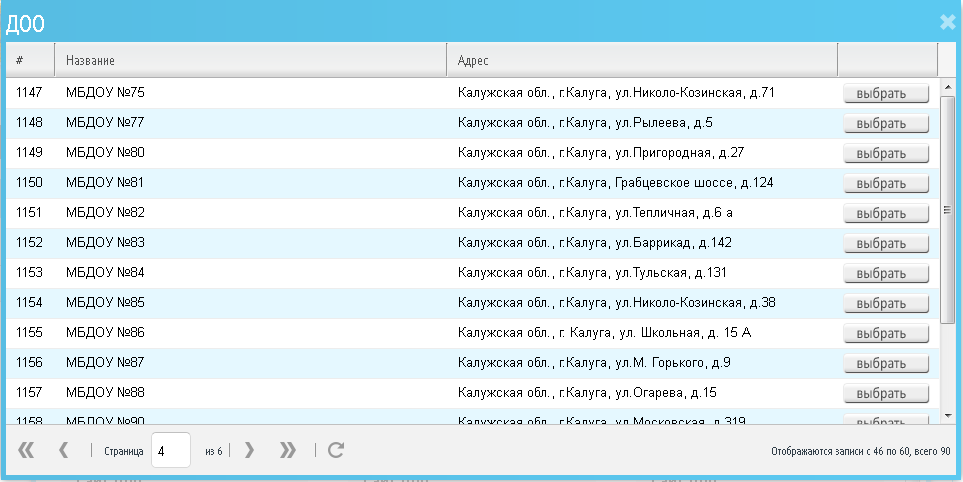 ДОО
# Название Адрес
1147 МБДОУ №75 Калужская обл., г.Калуга, ул.Николо-Козинская, д.71 выбрать
1148 МБДОУ №77 Калужская обл., г.Калуга, ул.Рылеева, д.5 выбрать
1149 МБДОУ №80 Калужская обл., г.Калуга, ул.Пригородная, д.27 выбрать
1150 МБДОУ №81 Калужская обл., г.Калуга, Грабцевское шоссе, д.124 выбрать
1151 МБДОУ №82 Калужская обл., г.Калуга, ул.Тепличная, д.6 а выбрать
1152 МБДОУ №83 Калужская обл., г.Калуга, ул.Баррикад, д.142 выбрать
1153 МБДОУ №84 Калужская обл., г.Калуга, ул.Тульская, д.131 выбрать
1154 МБДОУ №85 Калужская обл., г.Калуга, ул.Николо-Козинская, д.38 выбрать
1155 МБДОУ №86 Калужская обл., г. Калуга, ул. Школьная, д. 15 А выбрать
1156 МБДОУ №87 Калужская обл., г.Калуга, ул.М. Горького, д.9 выбрать
1157 МБДОУ №88 Калужская обл., г.Калуга, ул.Огарева, д.15 выбрать
1158 МБДОУ №90 Калужская обл., г.Калуга, ул.Московская, д.319 выбрать
Страница 4 из 6 Отображаются записи с 46 по 60, всего 90